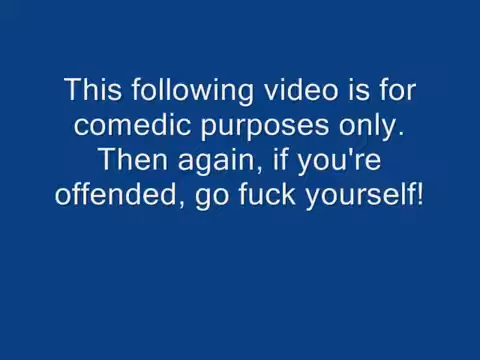 This following video is for
comedic purposes only.
Then again, if you're
offended, go fuck yourself!